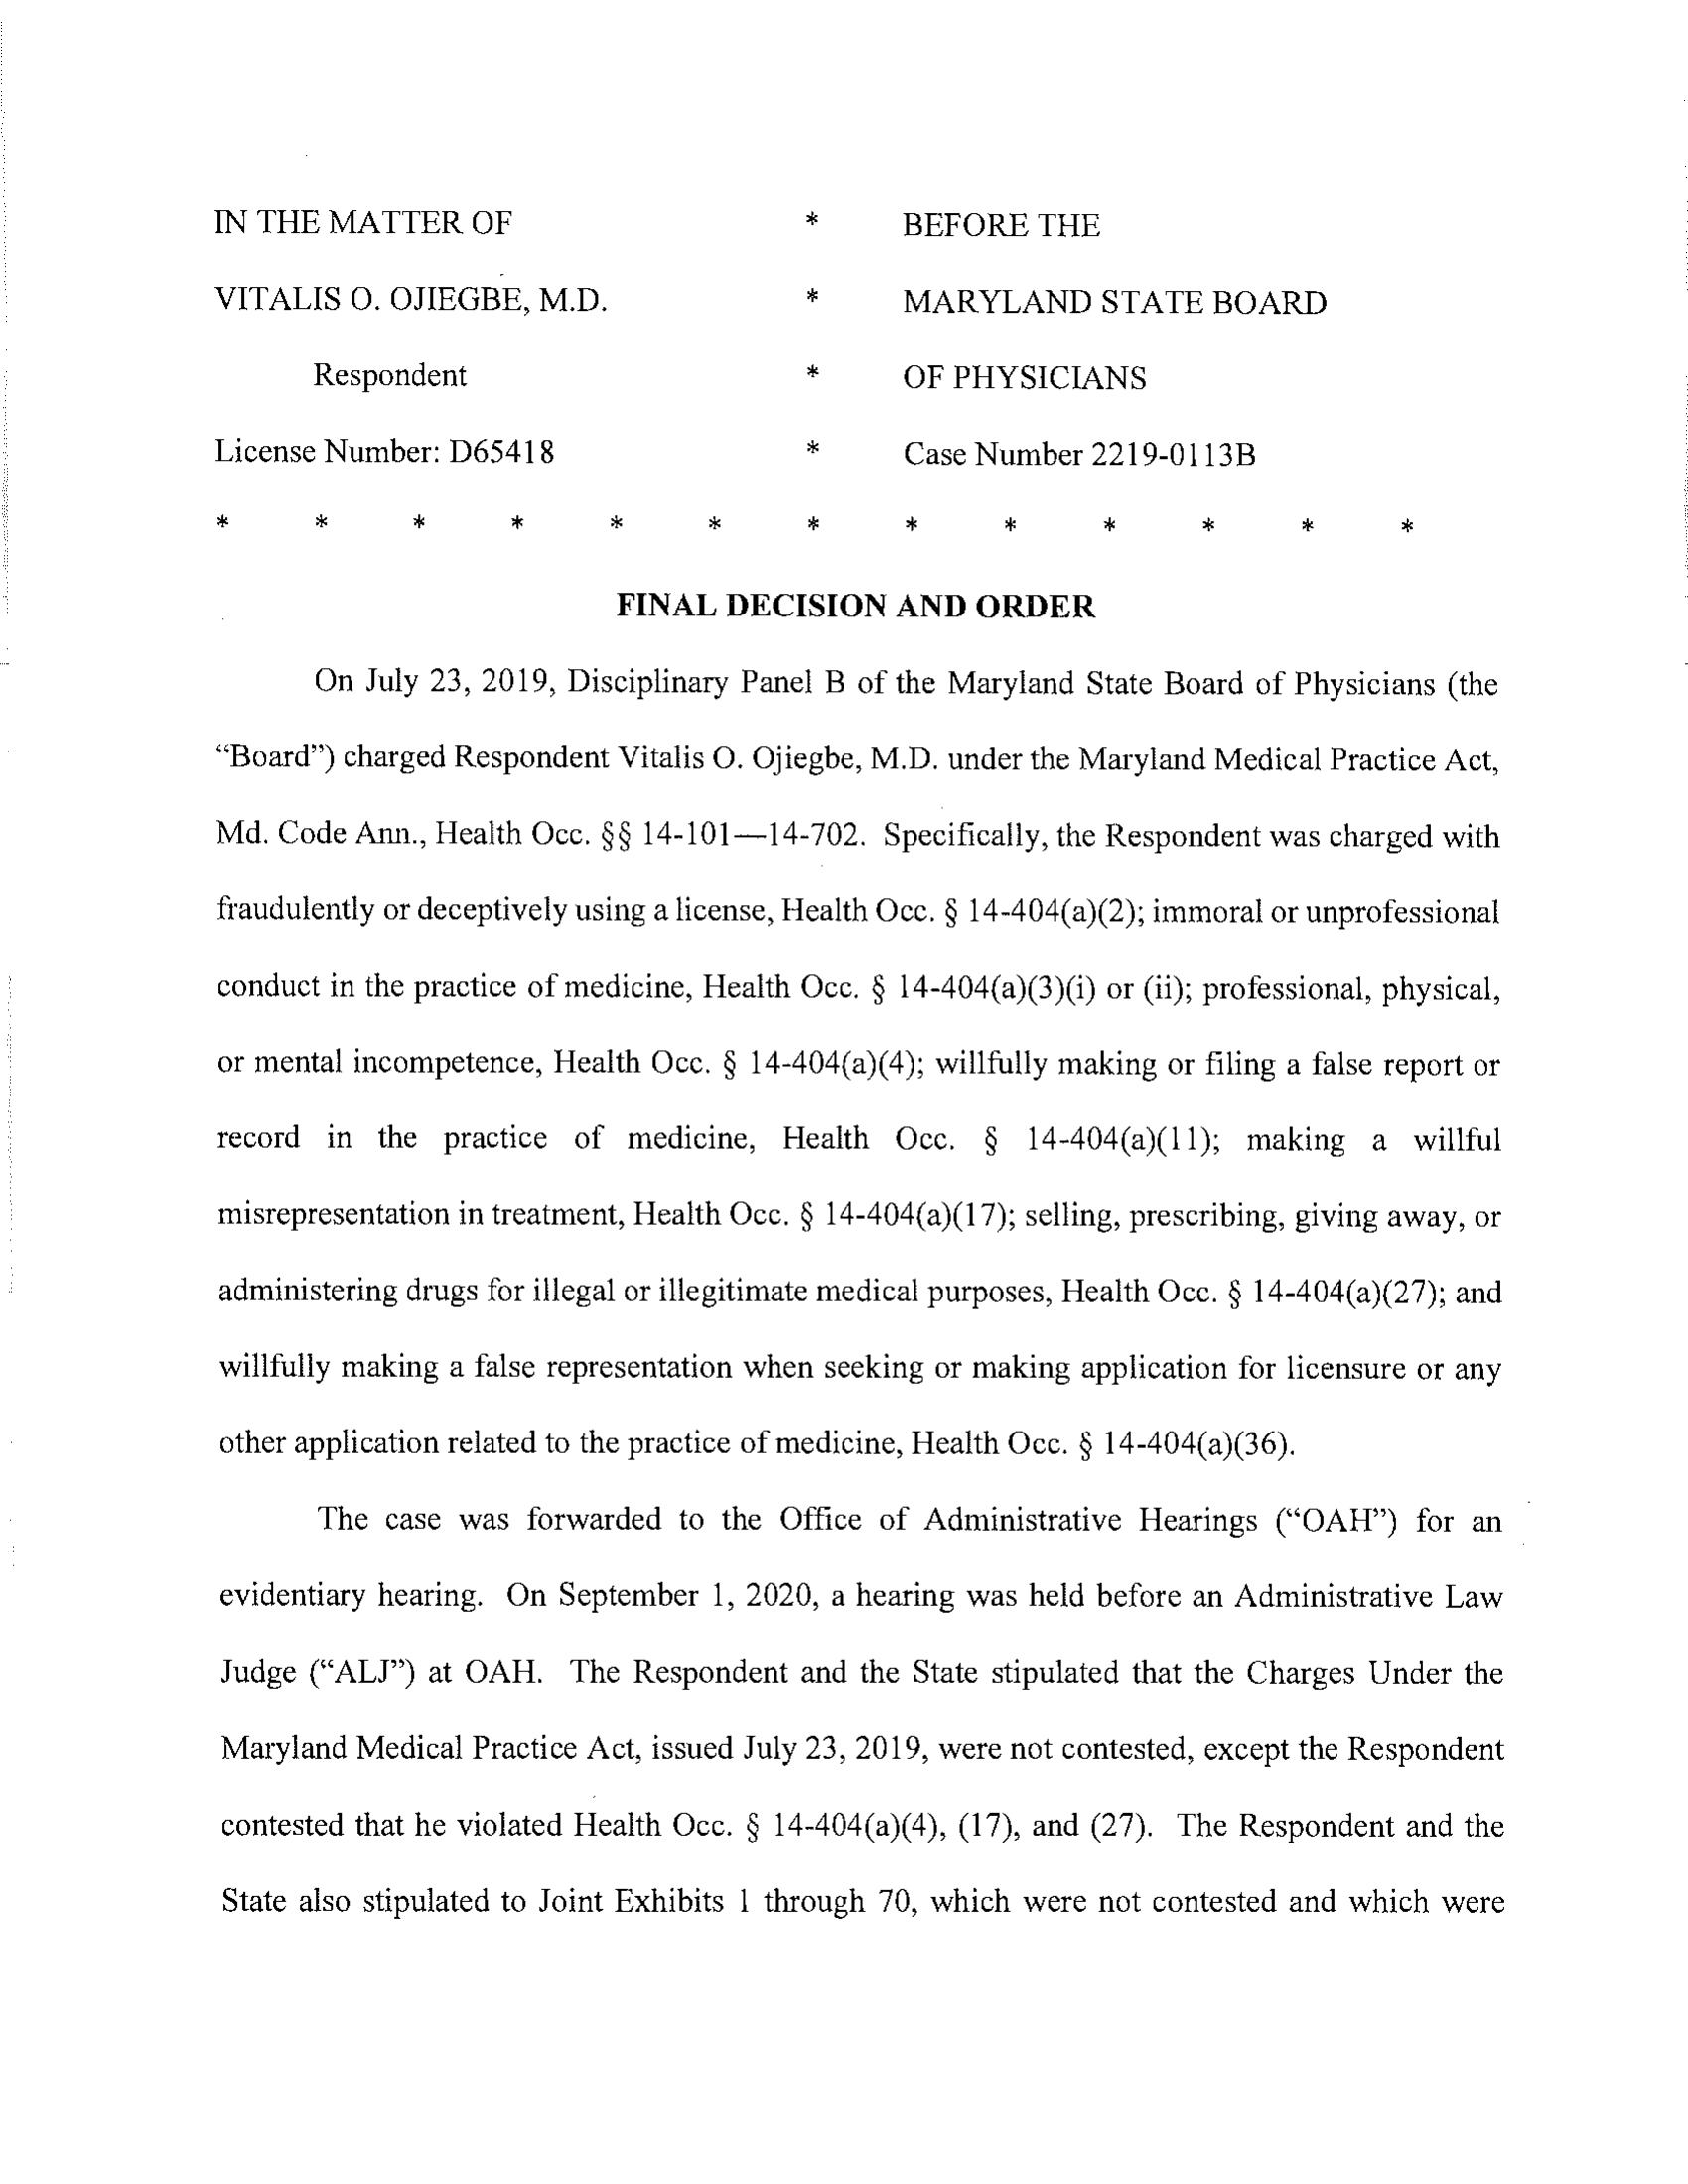 IN THE MATTER OF * BEFORE THE
VITALIS O. OJIEGBE, M.D. * MARYLAND STATE BOARD
Respondent * OF PHYSICIANS
License Number: D65418 * Case Number 2219-0113B
* * * * * * * * * * * * *
FINAL DECISION AND ORDER
On July 23, 2019, Disciplinary Panel B of the Maryland State Board of Physicians (the
“Board”) charged Respondent Vitalis O. Ojiegbe, M.D. under the Maryland Medical Practice Act,
Md. Code Ann., Health Occ. §§ 14-101—14-702. Specifically, the Respondent was charged with
fraudulently or deceptively using a license, Health Occ. § 14-404(a)(2); immoral or unprofessional
conduct in the practice of medicine, Health Occ. § 14-404(a)(3)(i) or (ii); professional, physical,
or mental incompetence, Health Occ. § 14-404(a)(4); willfully making or filing a false report or
record in the practice of medicine, Health Occ. § 14-404(a)(11); making a willful
misrepresentation in treatment, Health Occ. § 14-404(a)(17); selling, prescribing, giving away, or
administering drugs for illegal or illegitimate medical purposes, Health Occ. § 14-404(a)(27); and
willfully making a false representation when seeking or making application for licensure or any
other application related to the practice of medicine, Health Occ. § 14-404(a)(36).
The case was forwarded to the Office of Administrative Hearings (“OAH”) for an
evidentiary hearing. On September 1, 2020, a hearing was held before an Administrative Law
Judge (“ALJ”) at OAH. The Respondent and the State stipulated that the Charges Under the
Maryland Medical Practice Act, issued July 23, 2019, were not contested, except the Respondent
contested that he violated Health Occ. § 14-404(a)(4), (17), and (27). The Respondent and the
State also stipulated to Joint Exhibits 1 through 70, which were not contested and which were